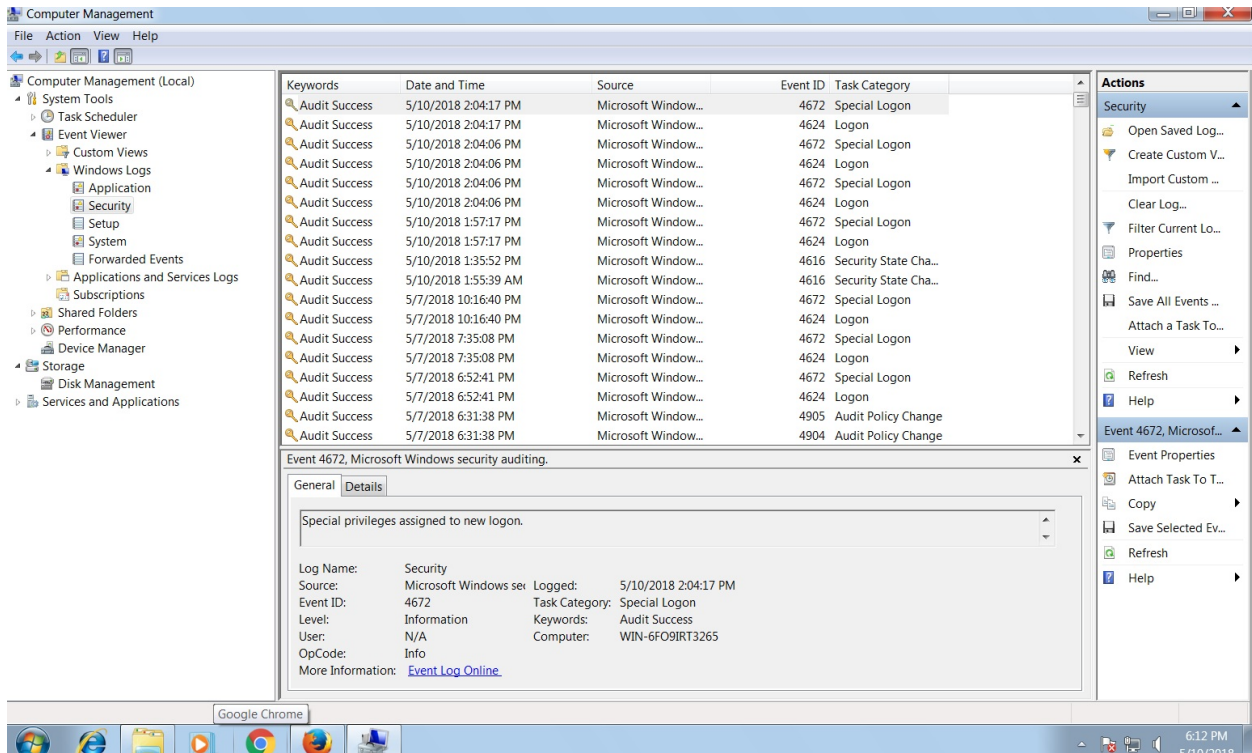 Computer Management
File Action View Help
Computer Management (Local)
System Tools
Task Scheduler
Event Viewer
Custom Views
Windows Logs
Application
Security
Setup
System
Forwarded Events
Applications and Services Logs
Subscriptions
Shared Folders
Performance
Device Manager
Storage
Disk Management
Services and Applications
Keywords Date and Time Source Event ID Task Category
Audit Success 5/10/2018 2:04:17 PM Microsoft Window... 4672 Special Logon
Audit Success 5/10/2018 2:04:17 PM Microsoft Window... 4624 Logon
Audit Success 5/10/2018 2:04:06 PM Microsoft Window... 4672 Special Logon
Audit Success 5/10/2018 2:04:06 PM Microsoft Window... 4624 Logon
Audit Success 5/10/2018 2:04:06 PM Microsoft Window... 4672 Special Logon
Audit Success 5/10/2018 2:04:06 PM Microsoft Window... 4624 Logon
Audit Success 5/10/2018 1:57:17 PM Microsoft Window... 4672 Special Logon
Audit Success 5/10/2018 1:57:17 PM Microsoft Window... 4624 Logon
Audit Success 5/10/2018 1:35:52 PM Microsoft Window... 4616 Security State Cha...
Audit Success 5/10/2018 1:55:39 AM Microsoft Window... 4616 Security State Cha...
Audit Success 5/7/2018 10:16:40 PM Microsoft Window... 4672 Special Logon
Audit Success 5/7/2018 10:16:40 PM Microsoft Window... 4624 Logon
Audit Success 5/7/2018 7:35:08 PM Microsoft Window... 4672 Special Logon
Audit Success 5/7/2018 7:35:08 PM Microsoft Window... 4624 Logon
Audit Success 5/7/2018 6:52:41 PM Microsoft Window... 4672 Special Logon
Audit Success 5/7/2018 6:52:41 PM Microsoft Window... 4624 Logon
Audit Success 5/7/2018 6:31:38 PM Microsoft Window... 4905 Audit Policy Change
Audit Success 5/7/2018 6:31:38 PM Microsoft Window... 4904 Audit Policy Change
Event 4672, Microsoft Windows security auditing.
General Details
Special privileges assigned to new logon.
Log Name: Security
Source: Microsoft Windows sec Logged: 5/10/2018 2:04:17 PM
Event ID: 4672 Task Category: Special Logon
Level: Information Keywords: Audit Success
User: N/A Computer: WIN-6FO9IRT3265
OpCode: Info
More Information: Event Log Online
Actions
Security
Open Saved Log...
Create Custom V...
Import Custom ...
Clear Log...
Filter Current Lo...
Properties
Find...
Save All Events ...
Attach a Task To...
View
Refresh
Help
Event 4672, Microsof...
Event Properties
Attach Task To T...
Copy
Save Selected Ev...
Refresh
Help
Google Chrome
6:12 PM
5/10/2018